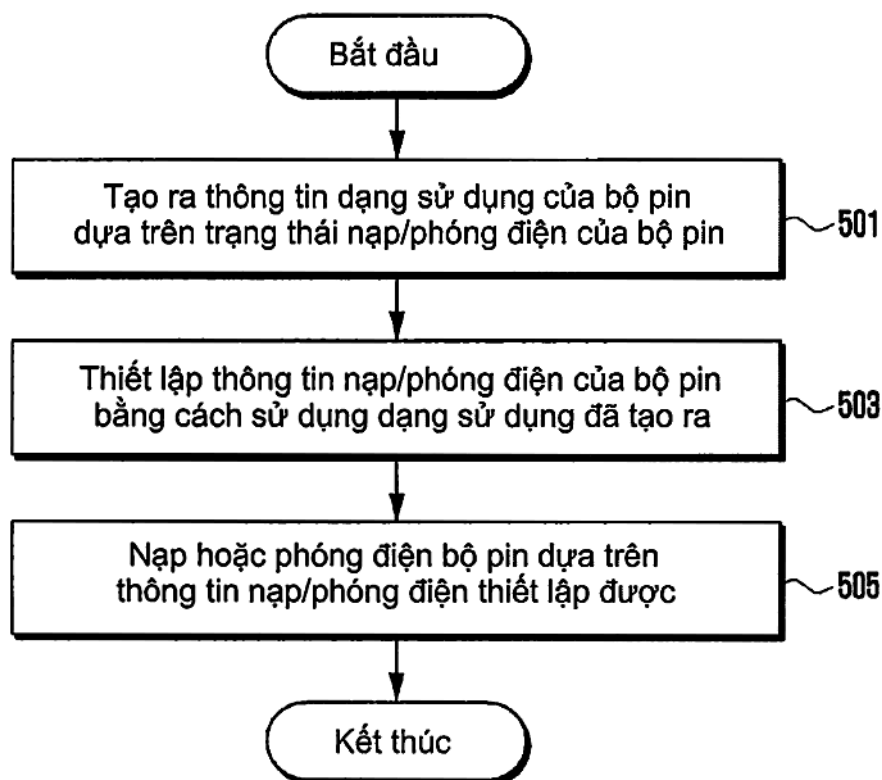 Bắt đầu
Tạo ra thông tin dạng sử dụng của bộ pin
dựa trên trạng thái nạp/phóng điện của bộ pin
501
Thiết lập thông tin nạp/phóng điện của bộ pin
bằng cách sử dụng dạng sử dụng đã tạo ra
503
Nạp hoặc phóng điện bộ pin dựa trên
thông tin nạp/phóng điện thiết lập được
505
Kết thúc